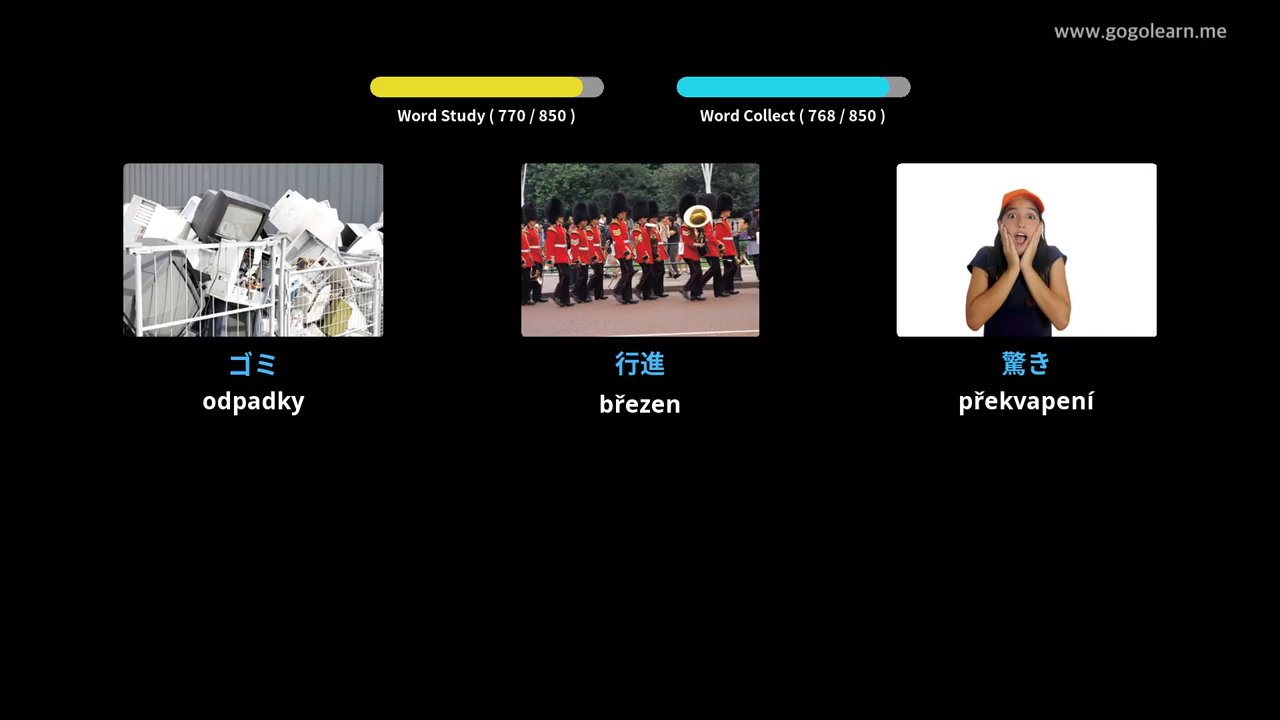 www.gogolearn.me
Word Study ( 770 / 850 )
Word Collect ( 768 / 850 )
ゴミ
odpadky
行進
březen
驚き
překvapení